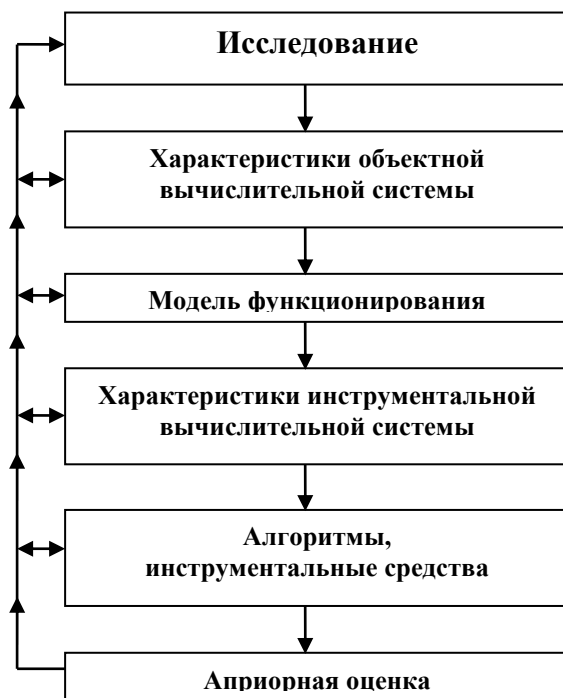 Исследование
Характеристики объектной
вычислительной системы
Модель функционирования
Характеристики инструментальной
вычислительной системы
Алгоритмы,
инструментальные средства
Априорная оценка